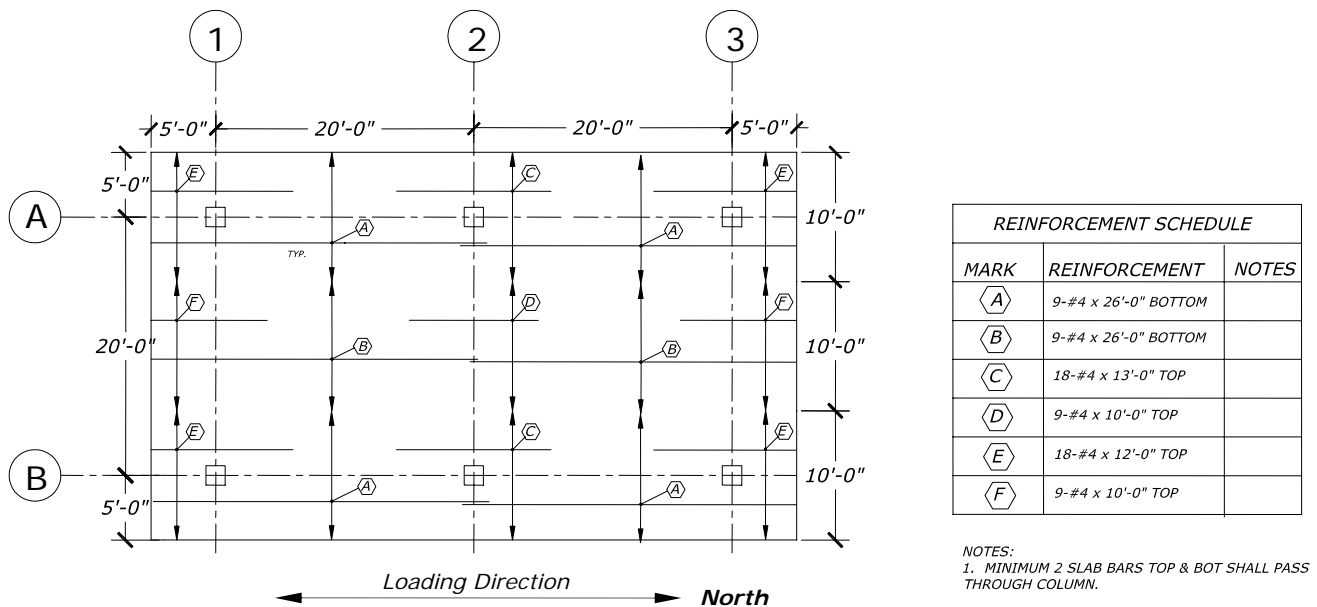 1 2 3
5'-0" 20'-0" 20'-0" 5'-0"
E C E
5'-0"
A
10'-0"
A A
TYP.
F D F
20'-0" 10'-0"
B B
E C E
B
10'-0"
A A
5'-0"
Loading Direction
North
REINFORCEMENT SCHEDULE
MARK REINFORCEMENT NOTES
A 9-#4 x 26'-0" BOTTOM
B 9-#4 x 26'-0" BOTTOM
C 18-#4 x 13'-0" TOP
D 9-#4 x 10'-0" TOP
E 18-#4 x 12'-0" TOP
F 9-#4 x 10'-0" TOP
NOTES:
1. MINIMUM 2 SLAB BARS TOP & BOT SHALL PASS
THROUGH COLUMN.